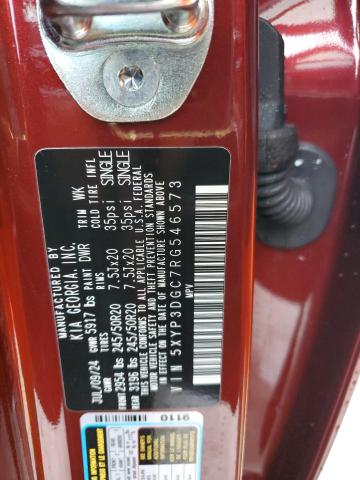 MANUFACTURED BY
KIA GEORGIA, INC.
JUL/09/24 GVWR 5917 lbs PAINT DWR TRIM WK
GWR TIRES RIMS COLD TIRE INFL
FRONT 2954 lbs 245/50R20 7.5Jx20 35psi SINGLE
REAR 3196 lbs 245/50R20 7.5Jx20 35psi SINGLE
THIS VEHICLE CONFORMS TO ALL APPLICABLE U.S.A. FEDERAL
MOTOR VEHICLE SAFETY, BUMPER, AND THEFT PREVENTION STANDARDS
IN EFFECT ON THE DATE OF MANUFACTURE SHOWN ABOVE.
VIN 5XYP3DGC7RG546573
MPV
9110